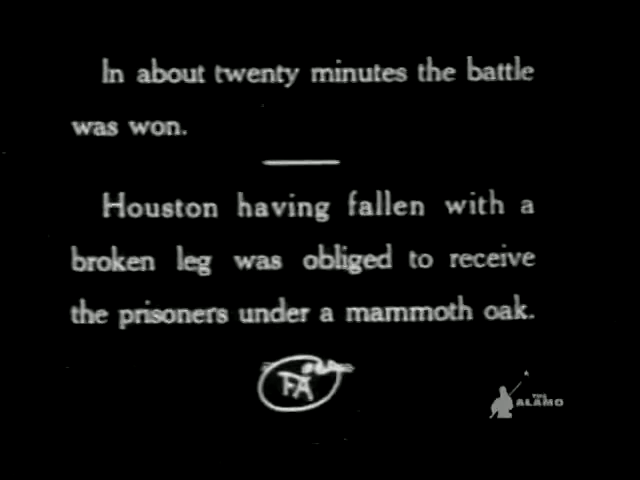 In about twenty minutes the battle
was won.
Houston having fallen with a
broken leg was obliged to receive
the prisoners under a mammoth oak.
FA
THE
ALAMO